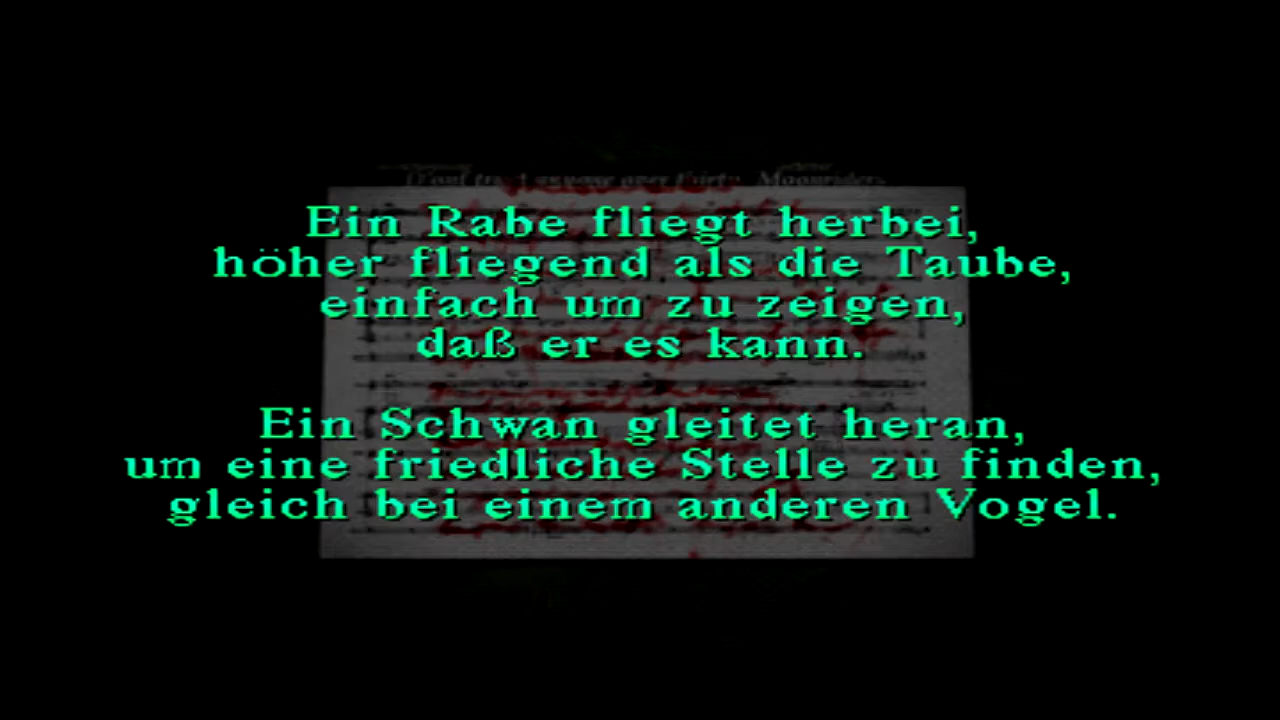 Ein Rabe fliegt herbei,
höher fliegend als die Taube,
einfach um zu zeigen,
daß er es kann.
Ein Schwan gleitet heran,
um eine friedliche Stelle zu finden,
gleich bei einem anderen Vogel.